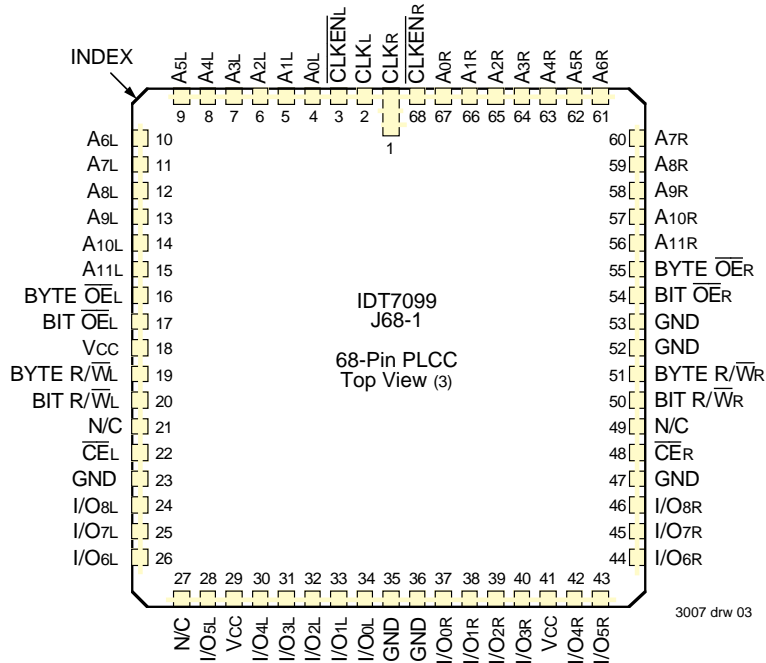 INDEX
A5L
A4L
A3L
A2L
A1L
A0L
CLKENL
CLKL
CLKR
CLKENR
A0R
A1R
A2R
A3R
A4R
A5R
A6R
9 8 7 6 5 4 3 2 1 68 67 66 65 64 63 62 61
A6L 10
A7L 11
A8L 12
A9L 13
A10L 14
A11L 15
BYTE OEL 16
BIT OEL 17
VCC 18
BYTE R/WL 19
BIT R/WL 20
N/C 21
CEL 22
GND 23
I/O8L 24
I/O7L 25
I/O6L 26
IDT7099
J68-1
68-Pin PLCC
Top View (3)
60 A7R
59 A8R
58 A9R
57 A10R
56 A11R
55 BYTE OER
54 BIT OER
53 GND
52 GND
51 BYTE R/WR
50 BIT R/WR
49 N/C
48 CER
47 GND
46 I/O8R
45 I/O7R
44 I/O6R
27 28 29 30 31 32 33 34 35 36 37 38 39 40 41 42 43
N/C
I/O5L
VCC
I/O4L
I/O3L
I/O2L
I/O1L
I/O0L
GND
GND
I/O0R
I/O1R
I/O2R
I/O3R
VCC
I/O4R
I/O5R
3007 drw 03